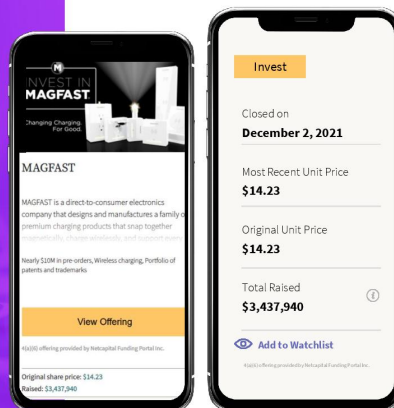 M
INVEST IN
MAGFAST
Changing Charging.
For Good.
MAGFAST
MAGFAST is a direct-to-consumer electronics
company that designs and manufactures a family o
premium charging products that snap together
magnetically, charge wirelessly, and support every
Nearly $10M in pre-orders, Wireless charging, Portfolio of
patents and trademarks
View Offering
4(a)(6) offering provided by Netcapital Funding Portal Inc.
Original share price: $14.23
Raised: $3,437,940
Invest
Closed on
December 2, 2021
Most Recent Unit Price
$14.23
Original Unit Price
$14.23
Total Raised
$3,437,940
i
Add to Watchlist
4(a)(6) offering provided by Netcapital Funding Portal Inc.